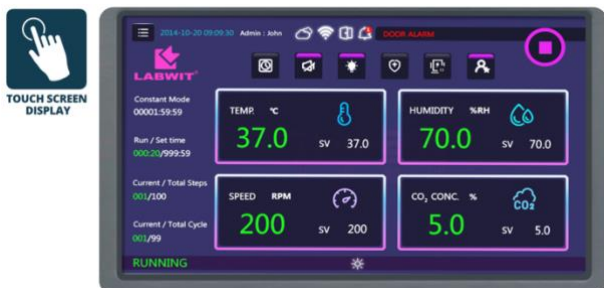 2014-10-20 09:09:30 Admin : John
DOOR ALARM
LABWIT
TOUCH SCREEN
DISPLAY
Constant Mode
00001:59:59
Run / Set time
000:20/999:59
Current / Total Steps
001/100
Current / Total Cycle
001/99
TEMP. °C
37.0 SV 37.0
HUMIDITY %RH
70.0 SV 70.0
SPEED RPM
200 SV 200
CO₂ CONC. %
CO2
5.0 SV 5.0
RUNNING